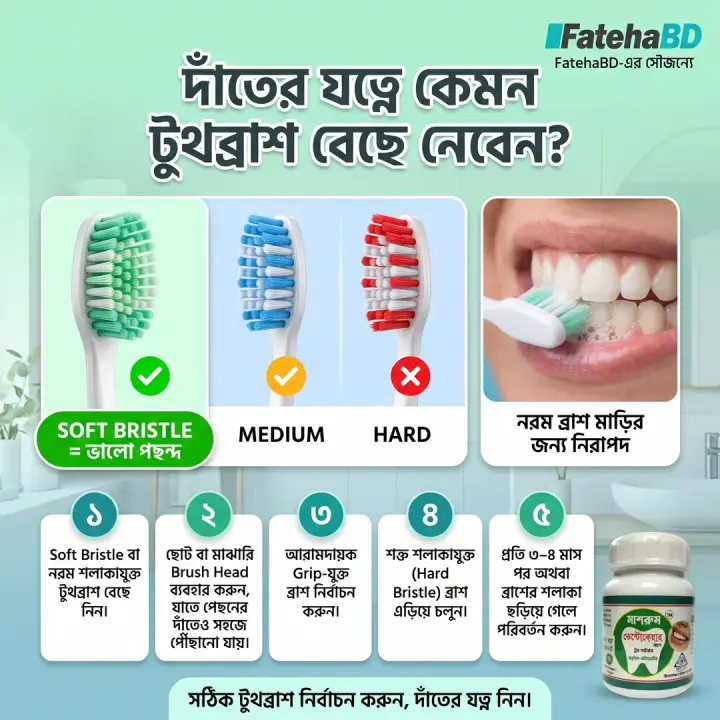 FatehaBD
FatehaBD-এর সৌজন্যে
দাঁতের যত্নে কেমন
টুথব্রাশ বেছে নেবেন?
SOFT BRISTLE
= ভালো পছন্দ
MEDIUM
HARD
নরম ব্রাশ মাড়ির
জন্য নিরাপদ
১
Soft Bristle বা
নরম শলাকাযুক্ত
টুথব্রাশ বেছে
নিন।
২
ছোট বা মাঝারি
Brush Head
ব্যবহার করুন,
যাতে পেছনের
দাঁতেও সহজে
পৌঁছানো যায়।
৩
আরামদায়ক
Grip-যুক্ত
ব্রাশ নির্বাচন
করুন।
৪
শক্ত শলাকাযুক্ত
(Hard
Bristle) ব্রাশ
এড়িয়ে চলুন।
৫
প্রতি ৩–৪ মাস
পর অথবা
ব্রাশের শলাকা
ছড়িয়ে গেলে
পরিবর্তন করুন।
মাশরুম
ডেন্টোকেয়ার
সঠিক টুথব্রাশ নির্বাচন করুন, দাঁতের যত্ন নিন।